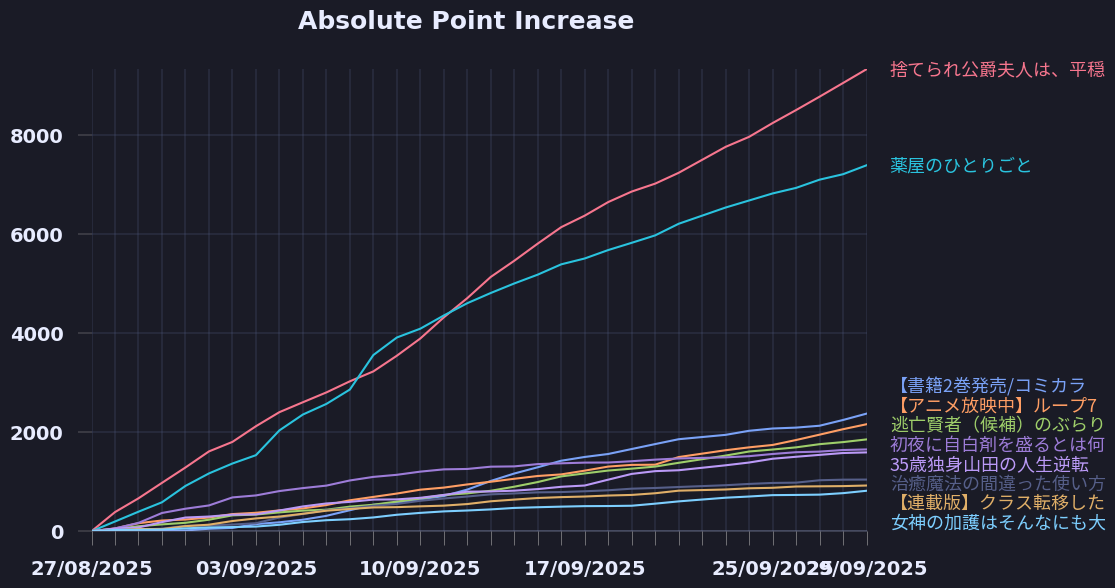 Absolute Point Increase
捨てられ公爵夫人は、平穏
8000
薬屋のひとりごと
6000
4000
【書籍2巻発売/コミカラ
【アニメ放映中】ループ7
2000
逃亡賢者（候補）のぶらり
初夜に自白剤を盛るとは何
35歳独身山田の人生逆転
治癒魔法の間違った使い方
【連載版】クラス転移した
女神の加護はそんなにも大
0
27/08/2025
03/09/2025
10/09/2025
17/09/2025
25/09/2025
29/09/2025